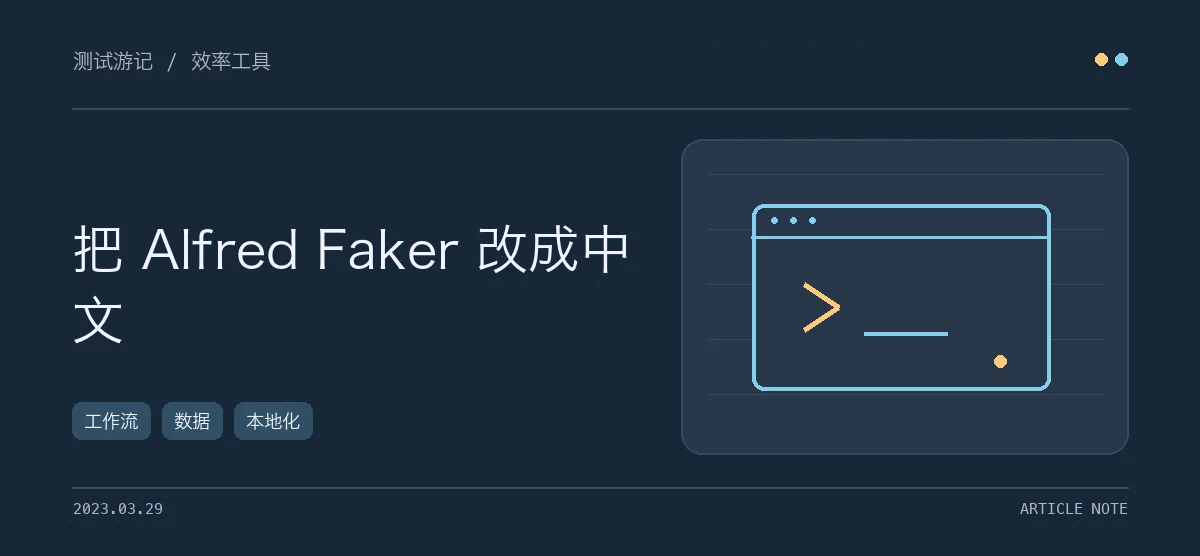 测试游记 / 效率工具
把 Alfred Faker 改成中
文
工作流 数据 本地化
2023.03.29
ARTICLE NOTE